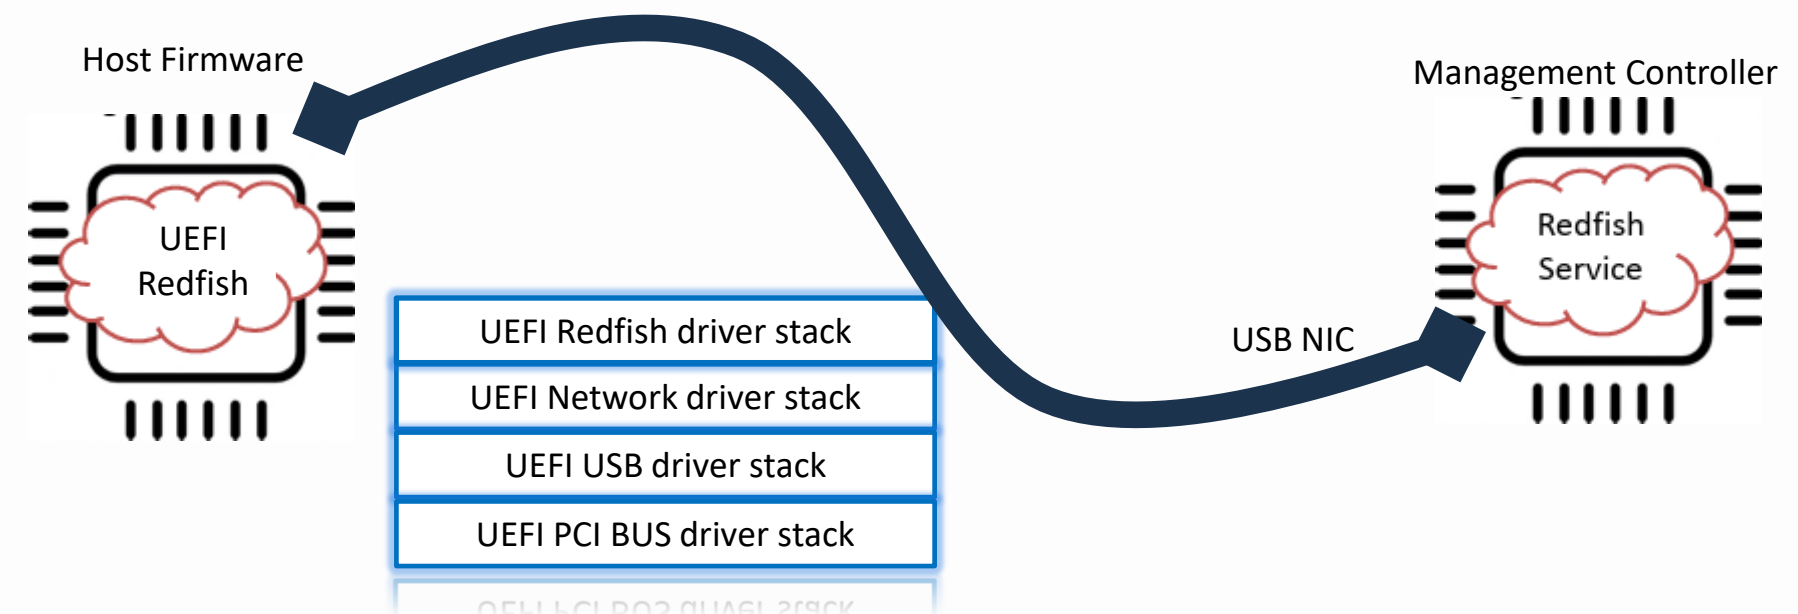 Host Firmware
Management Controller
UEFI
Redfish
Redfish
Service
UEFI Redfish driver stack
USB NIC
UEFI Network driver stack
UEFI USB driver stack
UEFI PCI BUS driver stack